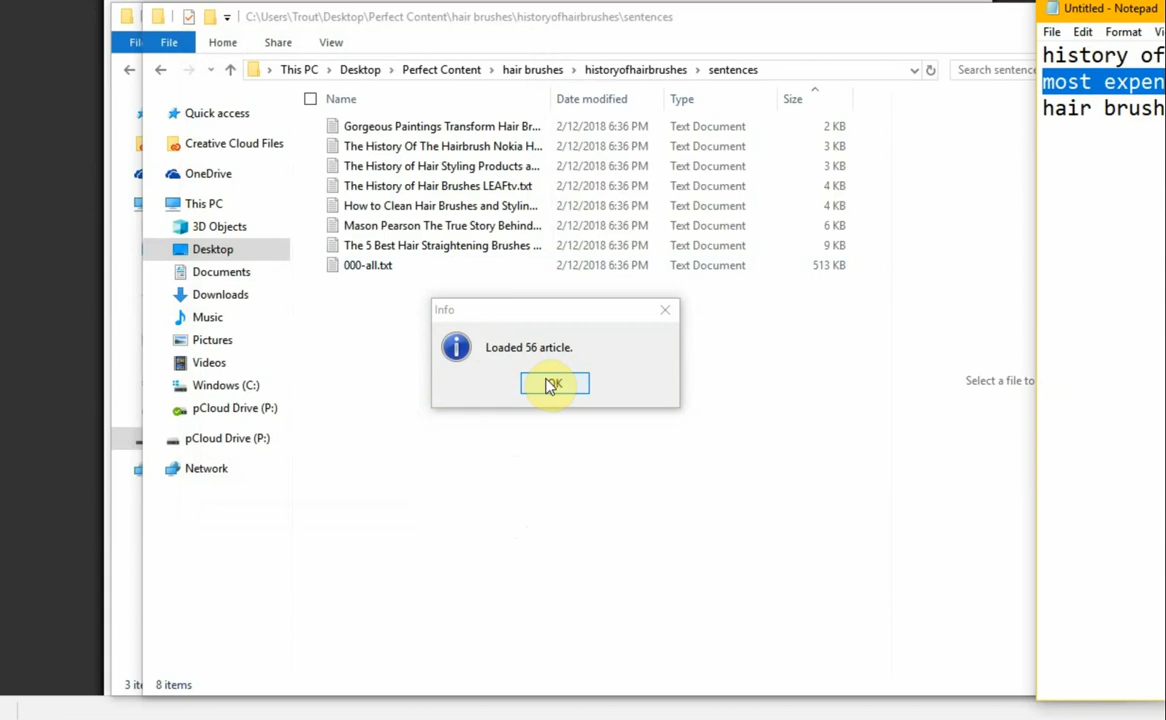 C:\Users\Trout\Desktop\Perfect Content\hair brushes\historyofhairbrushes\sentences
Untitled - Notepad
Fil File Home Share View
File Edit Format Vi
This PC > Desktop > Perfect Content > hair brushes > historyofhairbrushes > sentences
Search sentence
history of
most expen
hair brush
Name Date modified Type Size
Quick access
Creative Cloud Files
OneDrive
This PC
3D Objects
Desktop
Documents
Downloads
Music
Pictures
Videos
Windows (C:)
pCloud Drive (P:)
pCloud Drive (P:)
Network
Gorgeous Paintings Transform Hair Br... 2/12/2018 6:36 PM Text Document 2 KB
The History Of The Hairbrush Nokia H... 2/12/2018 6:36 PM Text Document 3 KB
The History of Hair Styling Products a... 2/12/2018 6:36 PM Text Document 3 KB
The History of Hair Brushes LEAFtv.txt 2/12/2018 6:36 PM Text Document 4 KB
How to Clean Hair Brushes and Stylin... 2/12/2018 6:36 PM Text Document 4 KB
Mason Pearson The True Story Behind... 2/12/2018 6:36 PM Text Document 6 KB
The 5 Best Hair Straightening Brushes ... 2/12/2018 6:36 PM Text Document 9 KB
000-all.txt 2/12/2018 6:36 PM Text Document 513 KB
Info
Loaded 56 article.
OK
Select a file to
3 ite 8 items